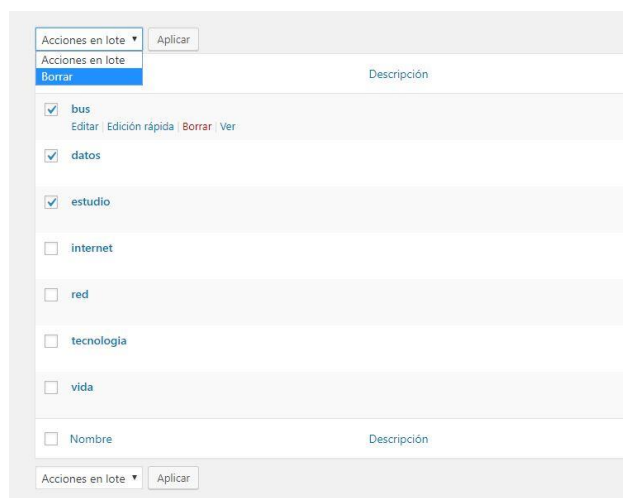 Acciones en lote Aplicar
Acciones en lote
Borrar
Descripción
bus
Editar | Edición rápida | Borrar | Ver
datos
estudio
internet
red
tecnologia
vida
Nombre Descripción
Acciones en lote Aplicar